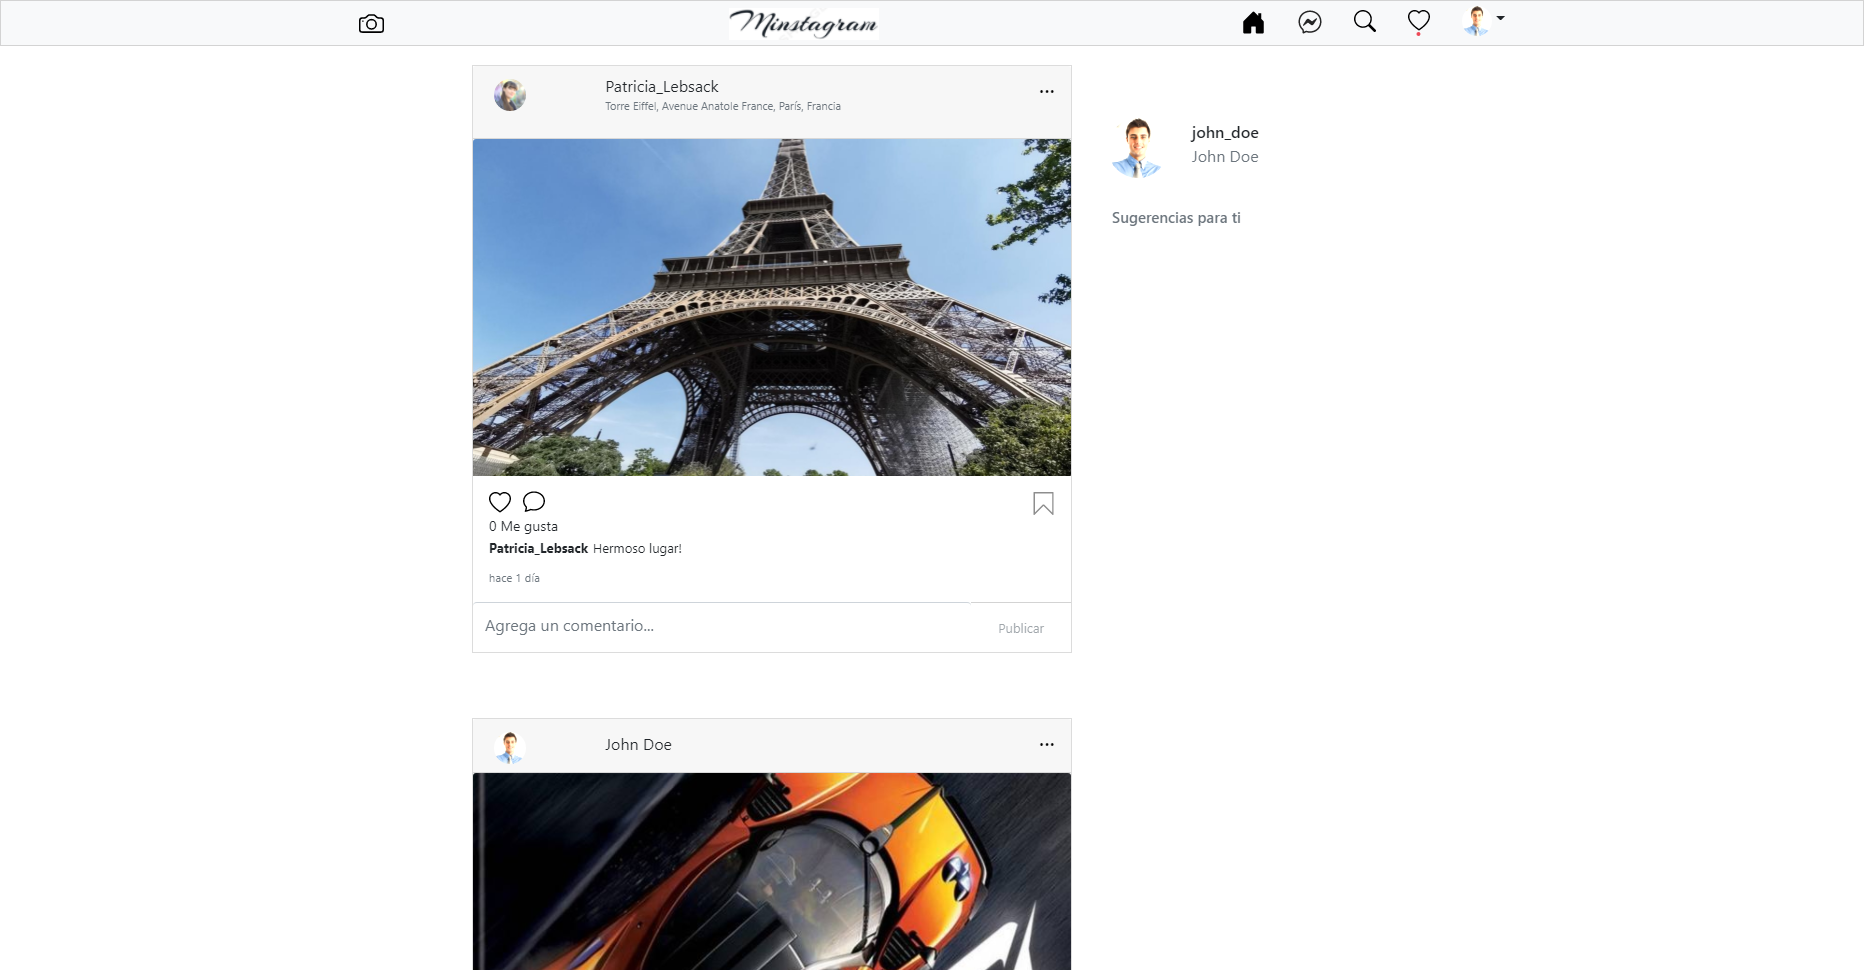 Minstagram
Patricia_Lebsack
Torre Eiffel, Avenue Anatole France, París, Francia
john_doe
John Doe
Sugerencias para ti
0 Me gusta
Patricia_Lebsack Hermoso lugar!
hace 1 día
Agrega un comentario...
Publicar
John Doe